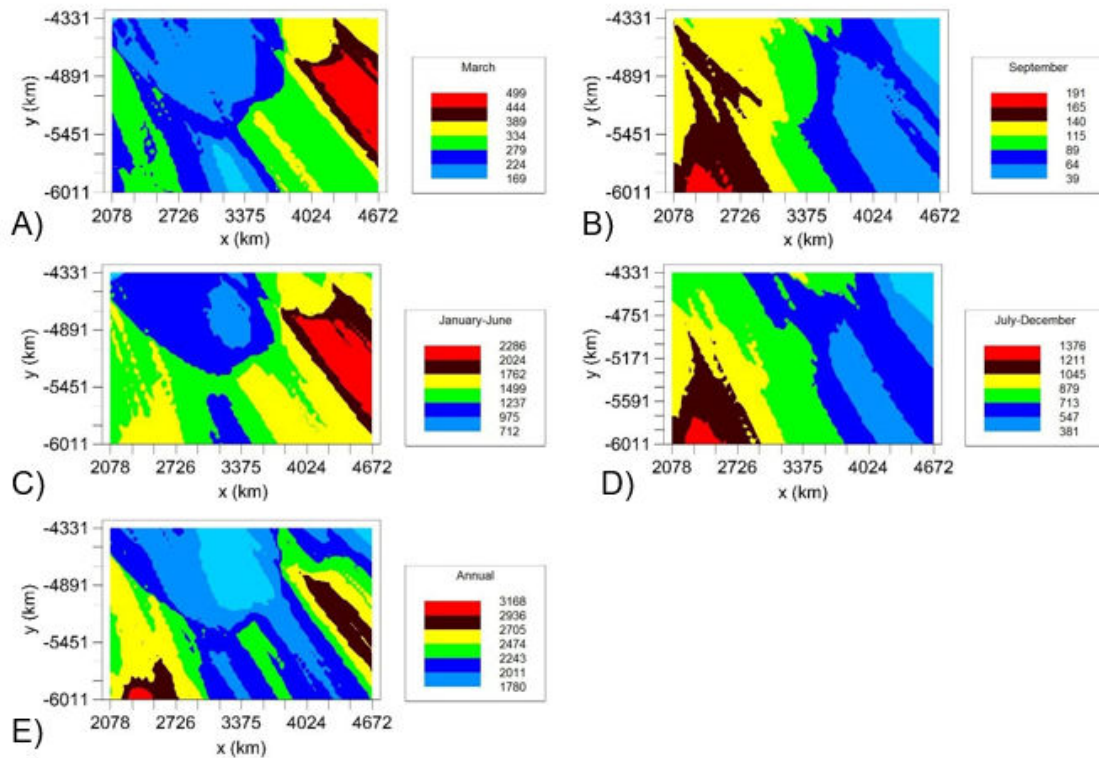 -4331
-4891
-5451
-6011
y (km)
2078 2726 3375 4024 4672
x (km)
A)
March
499
444
389
334
279
224
169
-4331
-4891
-5451
-6011
y (km)
2078 2726 3375 4024 4672
x (km)
B)
September
191
165
140
115
89
64
39
-4331
-4891
-5451
-6011
y (km)
2078 2726 3375 4024 4672
x (km)
C)
January-June
2286
2024
1762
1499
1237
975
712
-4331
-4751
-5171
-5591
-6011
y (km)
2078 2726 3375 4024 4672
x (km)
D)
July-December
1376
1211
1045
879
713
547
381
-4331
-4891
-5451
-6011
y (km)
2078 2726 3375 4024 4672
x (km)
E)
Annual
3168
2936
2705
2474
2243
2011
1780